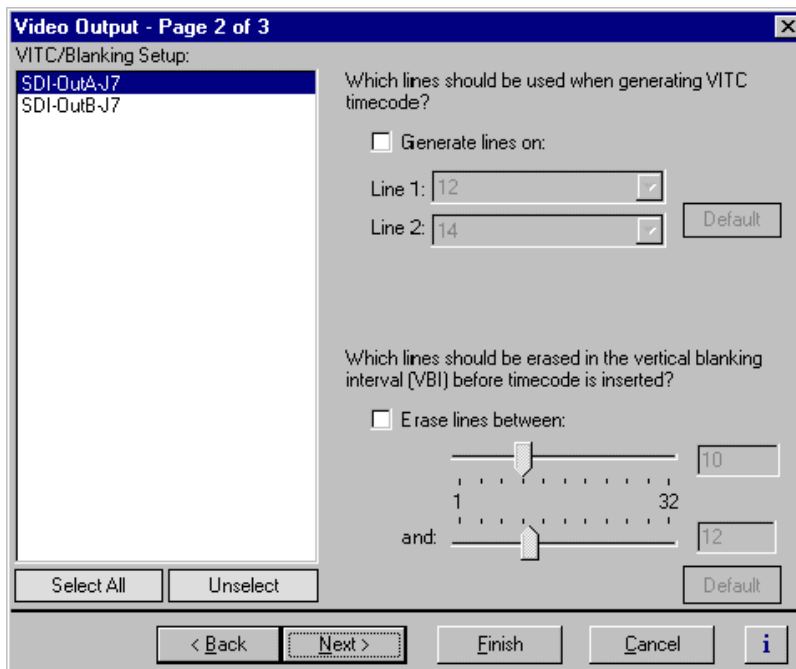 Video Output - Page 2 of 3
VITC/Blanking Setup:
SDI-OutA-J7
SDI-OutB-J7
Select All
Unselect
Which lines should be used when generating VITC
timecode?
Generate lines on:
Line 1: 12
Line 2: 14
Default
Which lines should be erased in the vertical blanking
interval (VBI) before timecode is inserted?
Erase lines between:
10
1 32
and: 12
Default
< Back
Next >
Finish
Cancel
i